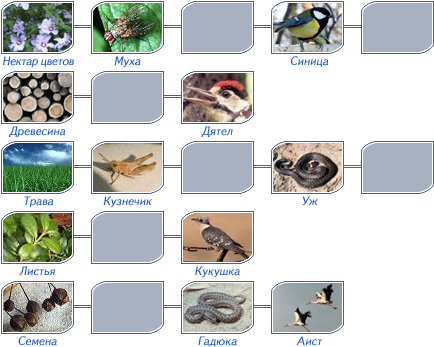 Нектар цветов Муха Синица
Древесина Дятел
Трава Кузнечик Уж
Листья Кукушка
Семена Гадюка Аист